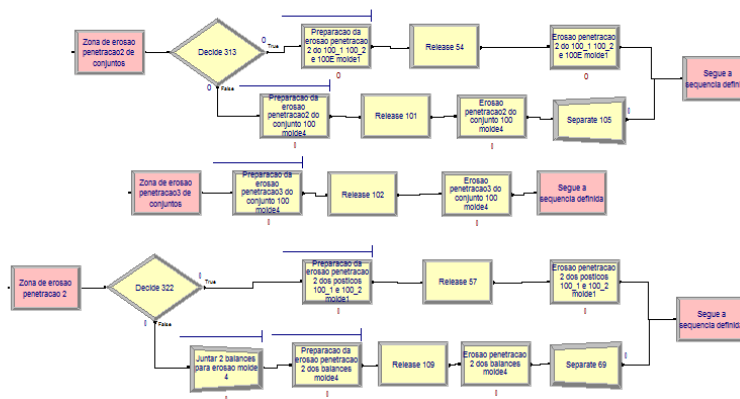 Zona de erosao
penetracao2 de
conjuntos
Decide 313
0
True
0
False
Preparacao da
erosao penetracao
2 do 100_1 100_2
e 100E molde1
0
Release 54
Erosao penetracao
2 do 100_1 100_2
e 100E molde1
0
Segue a
sequencia definida
Preparacao da
erosao
penetracao2 do
conjunto 100
molde4
Release 101
Erosao
penetracao2 do
conjunto 100
molde4
Separate 105
Zona de erosao
penetracao3 de
conjuntos
Preparacao da
erosao
penetracao3 do
conjunto 100
molde4
Release 102
Erosao
penetracao3 do
conjunto 100
molde4
Segue a
sequencia definida
Zona de erosao
penetracao 2
Decide 322
True
False
Preparacao da
erosao penetracao
2 dos posticos
100_1 e 100_2
molde1
Release 57
Erosao penetracao
2 dos posticos
100_1 e 100_2
molde1
Segue a
sequencia definida
Juntar 2 balances
para erosao molde
4
Preparacao da
erosao penetracao
2 dos balances
molde4
Release 109
Erosao penetracao
2 dos balances
molde4
Separate 69